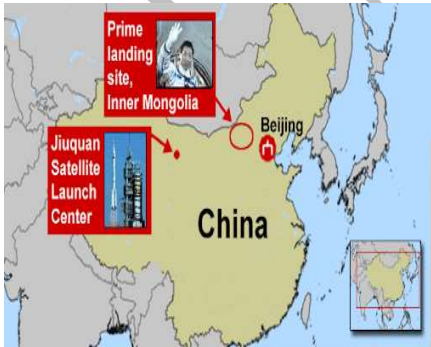 Prime
landing
site,
Inner Mongolia
Beijing
Jiuquan
Satellite
Launch
Center
China